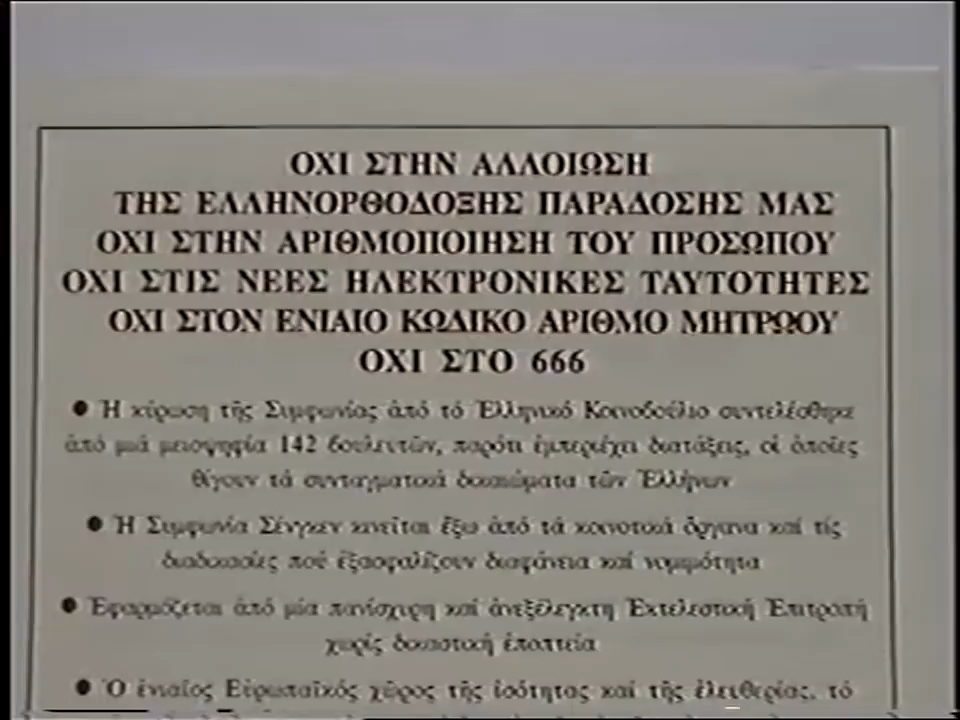 ΟΧΙ ΣΤΗΝ ΑΛΛΟΙΩΣΗ
ΤΗΣ ΕΛΛΗΝΟΡΘΟΔΟΞΗΣ ΠΑΡΑΔΟΣΗΣ ΜΑΣ
ΟΧΙ ΣΤΗΝ ΑΡΙΘΜΟΠΟΙΗΣΗ ΤΟΥ ΠΡΟΣΩΠΟΥ
ΟΧΙ ΣΤΙΣ ΝΕΕΣ ΗΛΕΚΤΡΟΝΙΚΕΣ ΤΑΥΤΟΤΗΤΕΣ
ΟΧΙ ΣΤΟΝ ΕΝΙΑΙΟ ΚΩΔΙΚΟ ΑΡΙΘΜΟ ΜΗΤΡΩΟΥ
ΟΧΙ ΣΤΟ 666
● Ἡ κύρωση τῆς Συμφωνίας ἀπό τό Ἑλληνικό Κοινοβούλιο συντελέσθηκε
ἀπό μιά μειοψηφία 142 βουλευτῶν, παρότι ἐμπεριέχει διατάξεις, οἱ ὁποῖες
θίγουν τά συνταγματικά δικαιώματα τῶν Ἑλλήνων
● Ἡ Συμφωνία Σένγκεν κινεῖται ἔξω ἀπό τά κοινοτικά ὄργανα καί τίς
διαδικασίες πού ἐξασφαλίζουν διαφάνεια καί νομιμότητα
● Ἐφαρμόζεται ἀπό μία πανίσχυρη καί ἀνεξέλεγκτη Ἐκτελεστική Ἐπιτροπή
χωρίς δικαστική ἐποπτεία
● Ὁ ἑνιαῖος Εὐρωπαϊκός χῶρος τῆς ἰσότητας καί τῆς ἐλευθερίας, τό